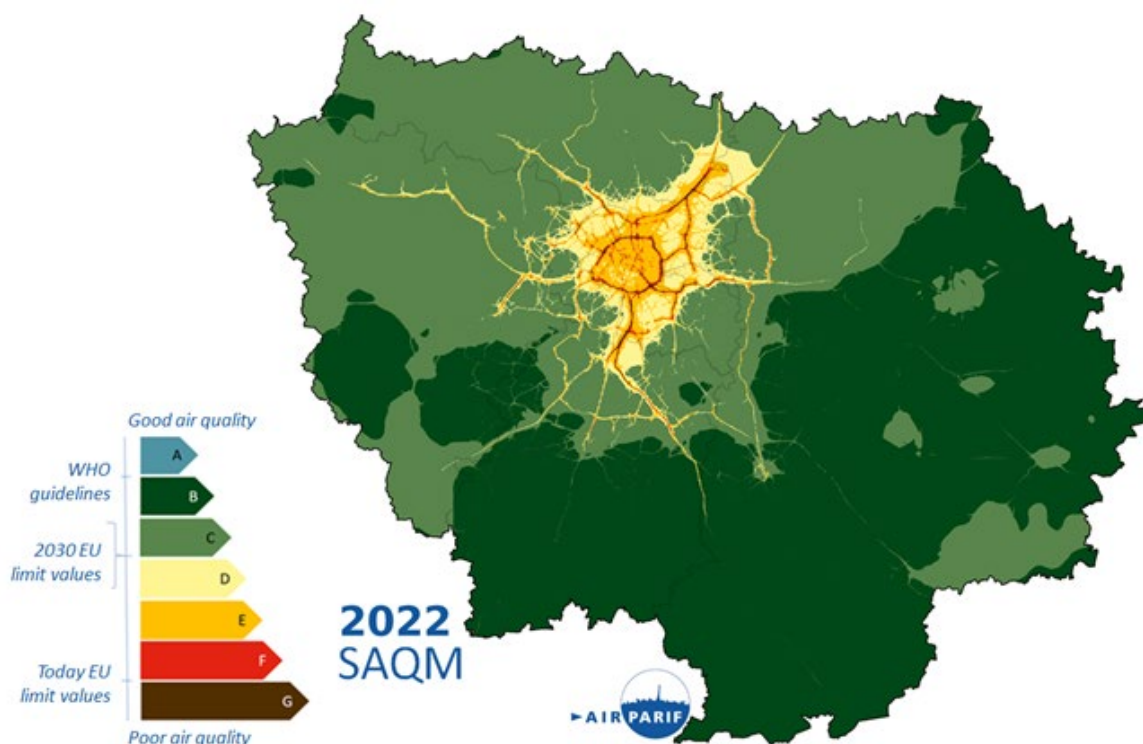 Good air quality
A
WHO
guidelines
B
C
2030 EU
limit values
D
E
2022
SAQM
F
Today EU
limit values
G
AIR PARIF
Poor air quality